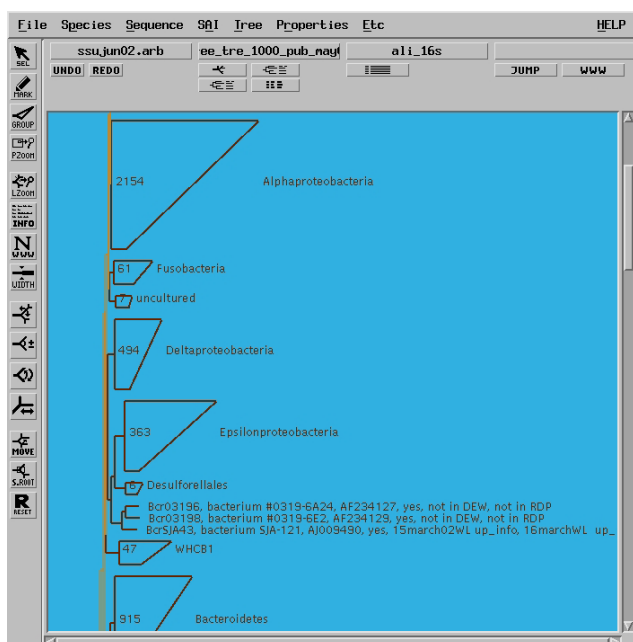 File Species Sequence SAI Tree Properties Etc HELP
ssujun02.arb ee_tre_1000_pub_may ali_16s
UNDO REDO JUMP WWW
SEL
MARK
GROUP
PZOOM
LZOOM
INFO
N
WWW
WIDTH
MOVE
S.ROOT
R
RESET
2154 Alphaproteobacteria
61 Fusobacteria
7 uncultured
494 Deltaproteobacteria
363 Epsilonproteobacteria
6 Desulforellales
Bcr03196, bacterium #0319-6A24, AF234127, yes, not in DEW, not in RDP
Bcr03198, bacterium #0319-6E2, AF234129, yes, not in DEW, not in RDP
BcrSJA43, bacterium SJA-121, AJ009490, yes, 15march02WL up_info, 16marchWL up_
47 WHCB1
915 Bacteroidetes